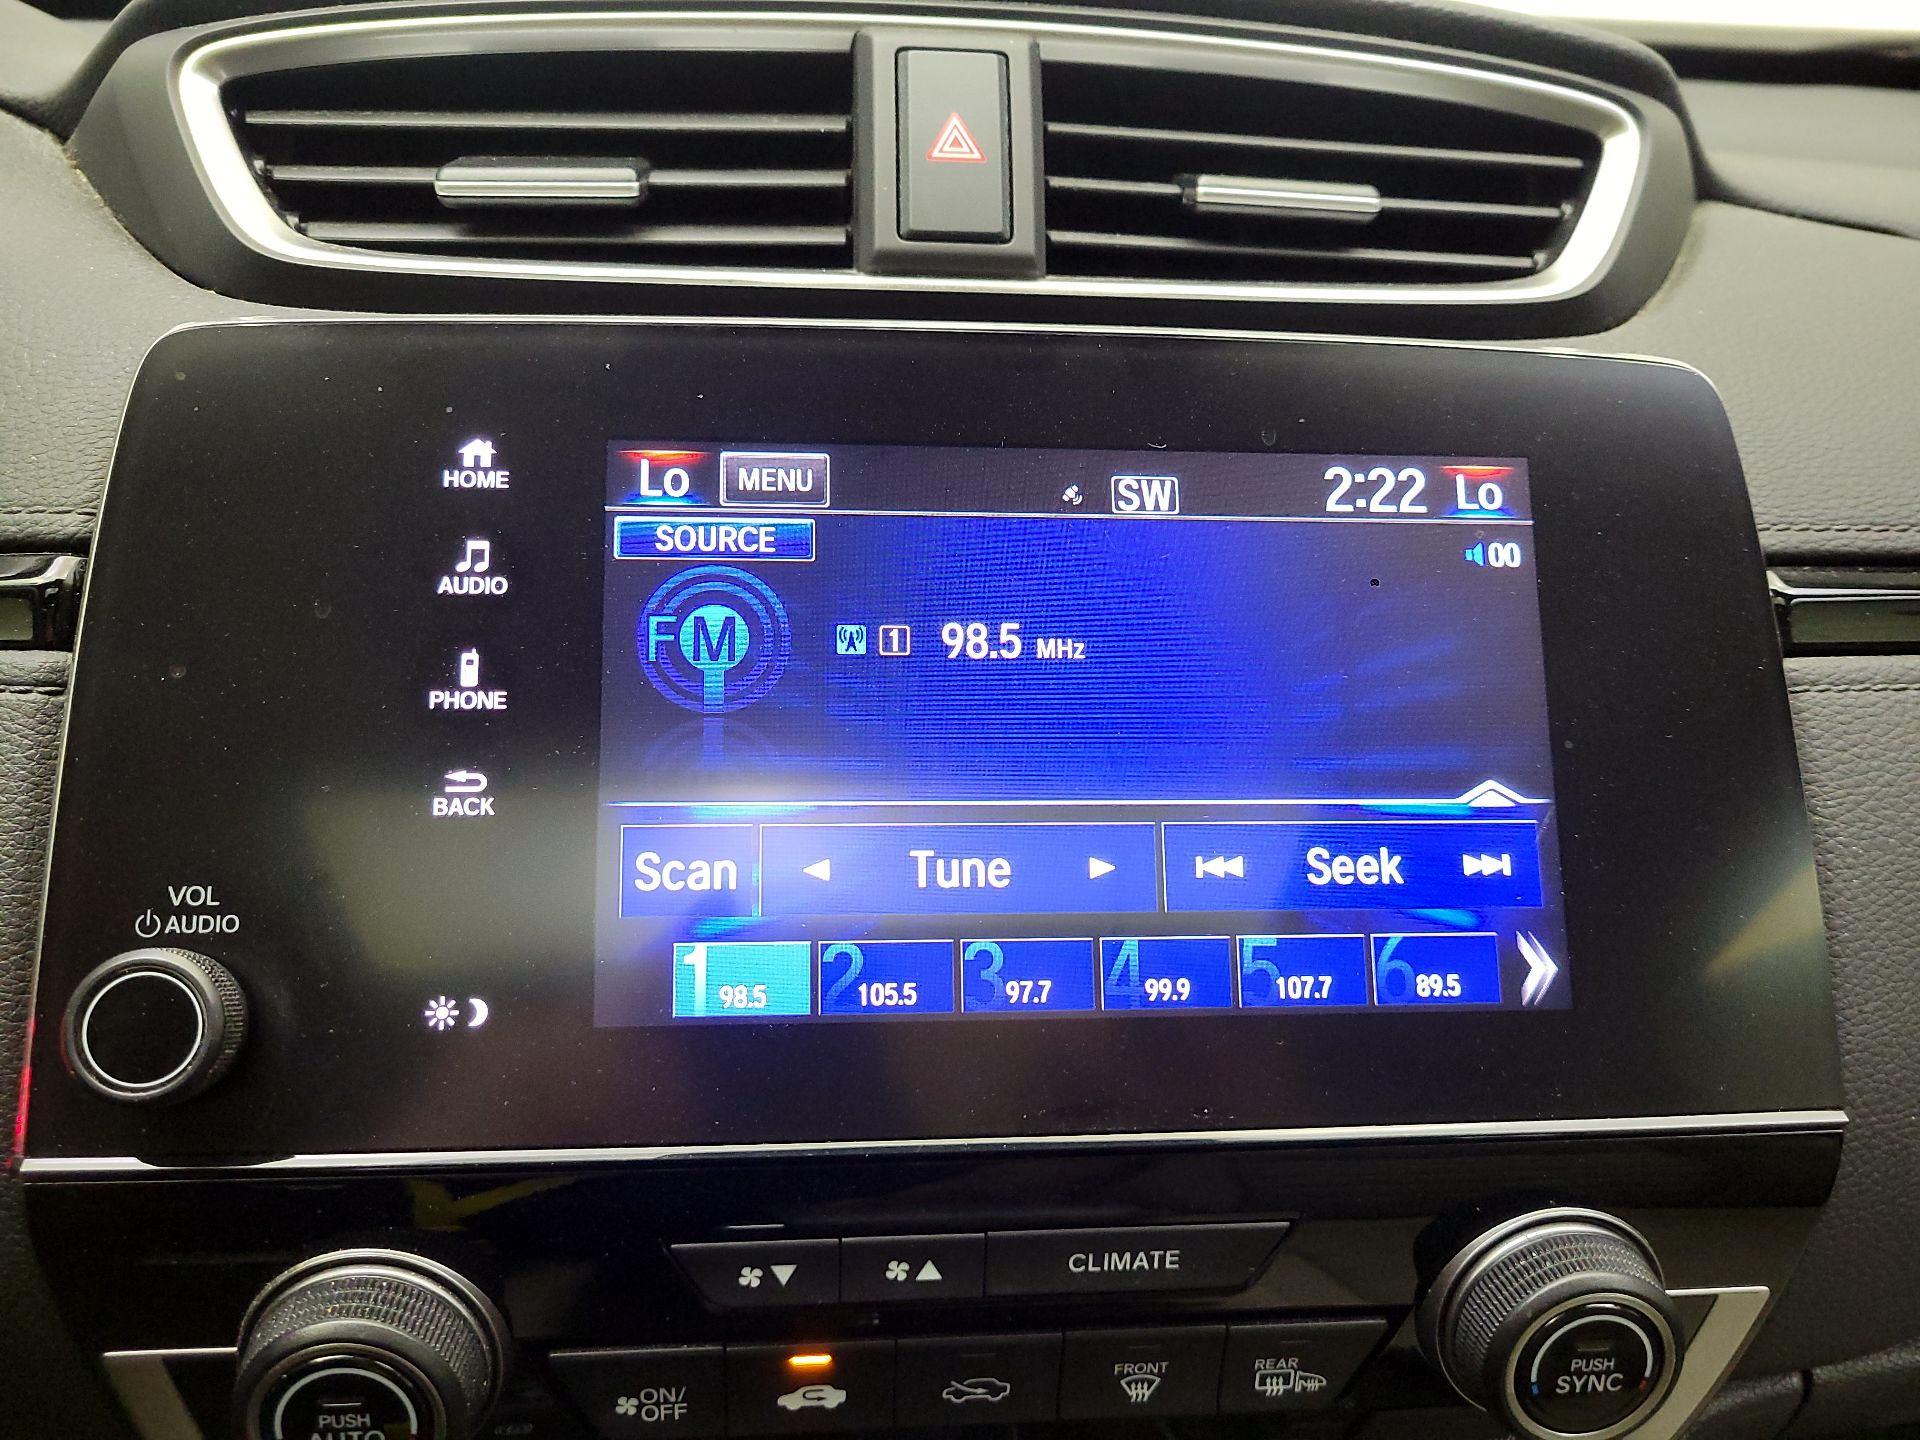 HOME
AUDIO
PHONE
BACK
VOL
AUDIO
Lo MENU SW 2:22 Lo
SOURCE 00
FM 1 98.5 MHz
Scan Tune Seek
1 98.5 2 105.5 3 97.7 4 99.9 5 107.7 6 89.5
CLIMATE
ON/
OFF
FRONT
REAR
PUSH
AUTO
PUSH
SYNC